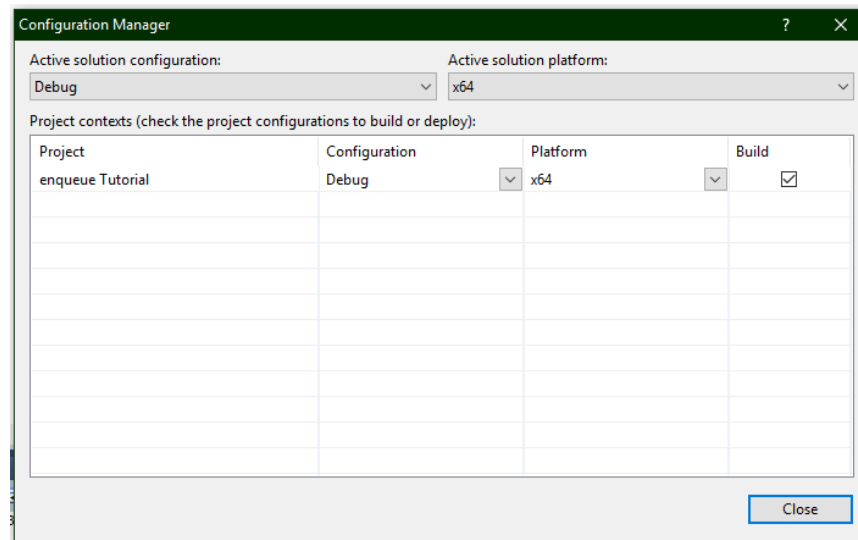 Configuration Manager ? ×
Active solution configuration: Active solution platform:
Debug x64
Project contexts (check the project configurations to build or deploy):
Project Configuration Platform Build
enqueue Tutorial Debug x64
Close